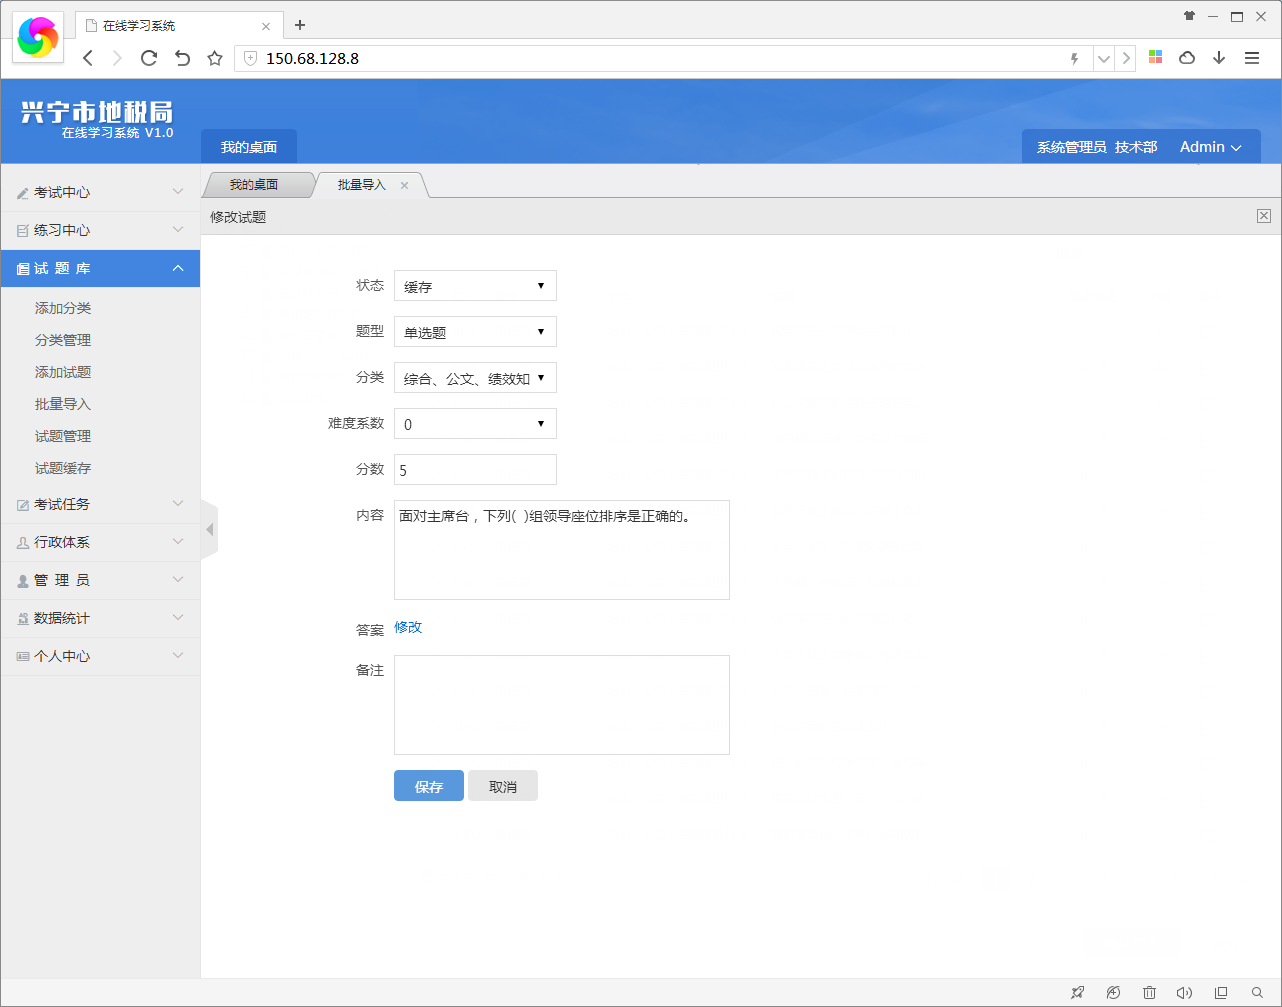 在线学习系统
150.68.128.8
兴宁市地税局
在线学习系统 V1.0
我的桌面
系统管理员 技术部 Admin
考试中心
练习中心
试 题 库
添加分类
分类管理
添加试题
批量导入
试题管理
试题缓存
考试任务
行政体系
管 理 员
数据统计
个人中心
我的桌面 批量导入
修改试题
状态 缓存
题型 单选题
分类 综合、公文、绩效知
难度系数 0
分数 5
内容 面对主席台，下列( )组领导座位排序是正确的。
答案 修改
备注
保存 取消